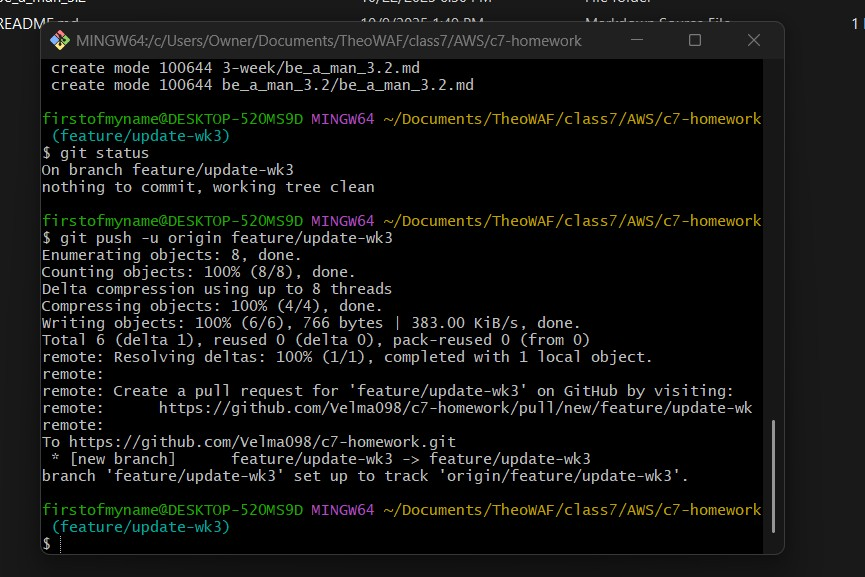 README.md 10/9/2025 1:49 PM Markdown Source File 1
MINGW64:/c/Users/Owner/Documents/TheoWAF/class7/AWS/c7-homework
create mode 100644 3-week/be_a_man_3.2.md
create mode 100644 be_a_man_3.2/be_a_man_3.2.md
firstofmyname@DESKTOP-520MS9D MINGW64 ~/Documents/TheoWAF/class7/AWS/c7-homework
(feature/update-wk3)
$ git status
On branch feature/update-wk3
nothing to commit, working tree clean
firstofmyname@DESKTOP-520MS9D MINGW64 ~/Documents/TheoWAF/class7/AWS/c7-homework
$ git push -u origin feature/update-wk3
Enumerating objects: 8, done.
Counting objects: 100% (8/8), done.
Delta compression using up to 8 threads
Compressing objects: 100% (4/4), done.
Writing objects: 100% (6/6), 766 bytes | 383.00 KiB/s, done.
Total 6 (delta 1), reused 0 (delta 0), pack-reused 0 (from 0)
remote: Resolving deltas: 100% (1/1), completed with 1 local object.
remote:
remote: Create a pull request for 'feature/update-wk3' on GitHub by visiting:
remote:      https://github.com/Velma098/c7-homework/pull/new/feature/update-wk
remote:
To https://github.com/Velma098/c7-homework.git
* [new branch]      feature/update-wk3 -> feature/update-wk3
branch 'feature/update-wk3' set up to track 'origin/feature/update-wk3'.
firstofmyname@DESKTOP-520MS9D MINGW64 ~/Documents/TheoWAF/class7/AWS/c7-homework
(feature/update-wk3)
$